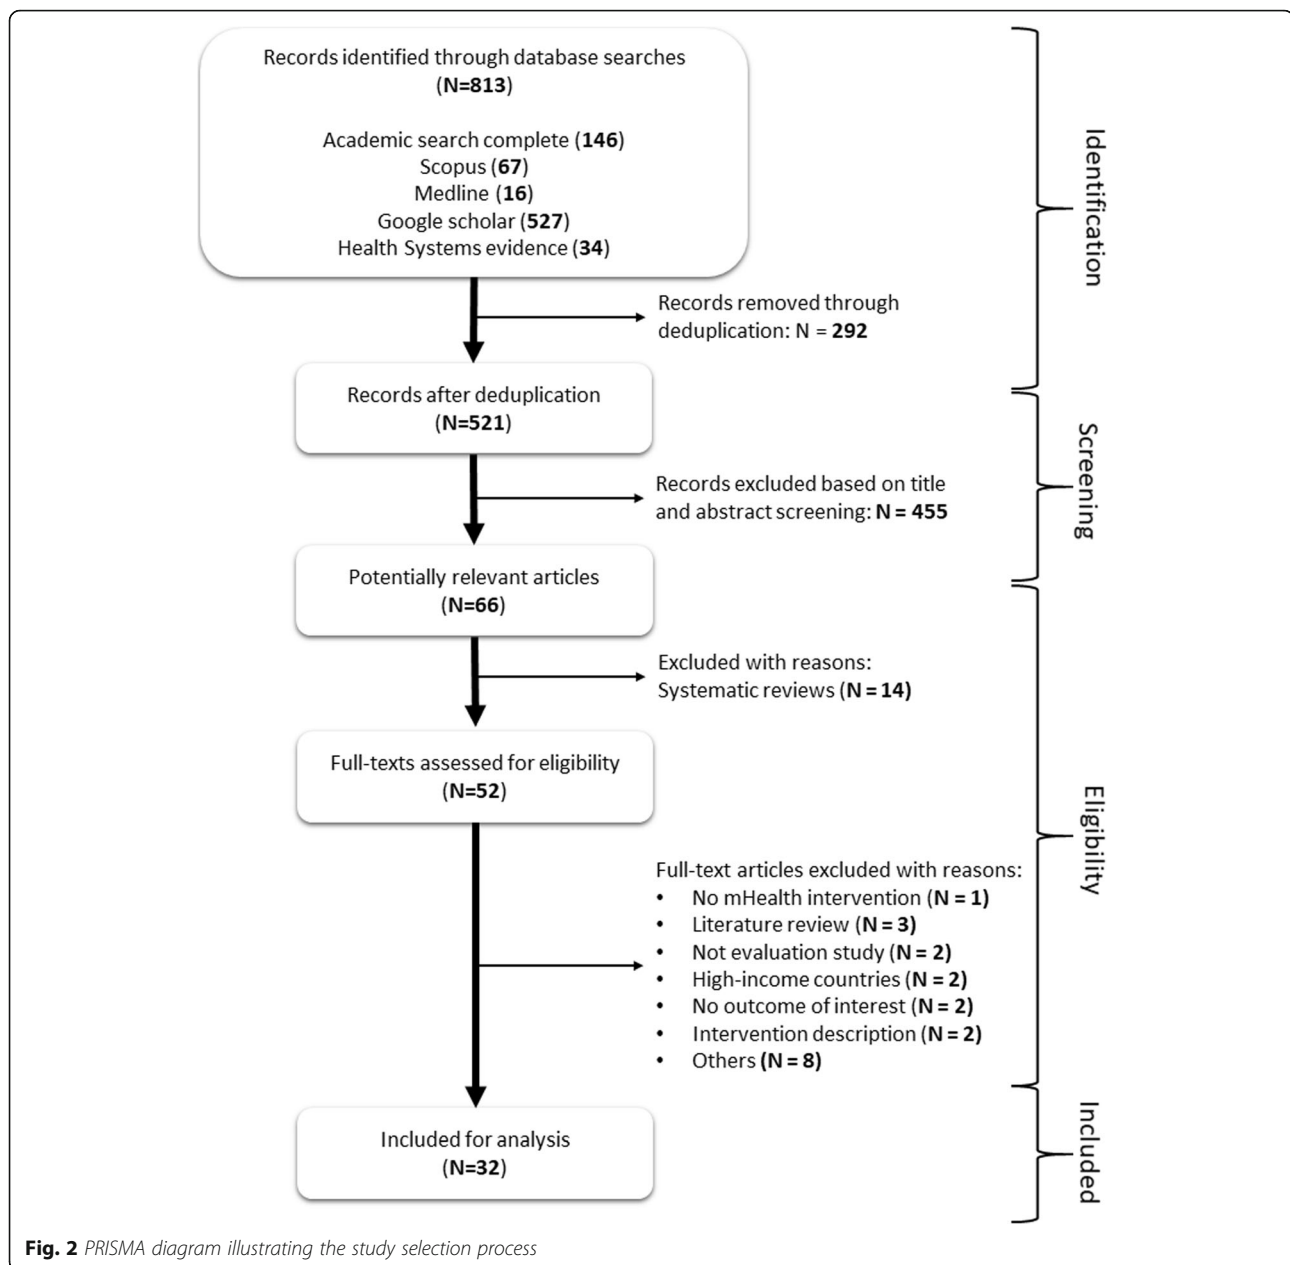 Records identified through database searches
(N=813)
Academic search complete (146)
Scopus (67)
Medline (16)
Google scholar (527)
Health Systems evidence (34)
Identification
Records removed through
deduplication: N = 292
Records after deduplication
(N=521)
Screening
Records excluded based on title
and abstract screening: N = 455
Potentially relevant articles
(N=66)
Excluded with reasons:
Systematic reviews (N = 14)
Full-texts assessed for eligibility
(N=52)
Eligibility
Full-text articles excluded with reasons:
• No mHealth intervention (N = 1)
• Literature review (N = 3)
• Not evaluation study (N = 2)
• High-income countries (N = 2)
• No outcome of interest (N = 2)
• Intervention description (N = 2)
• Others (N = 8)
Included for analysis
(N=32)
Included
Fig. 2 PRISMA diagram illustrating the study selection process